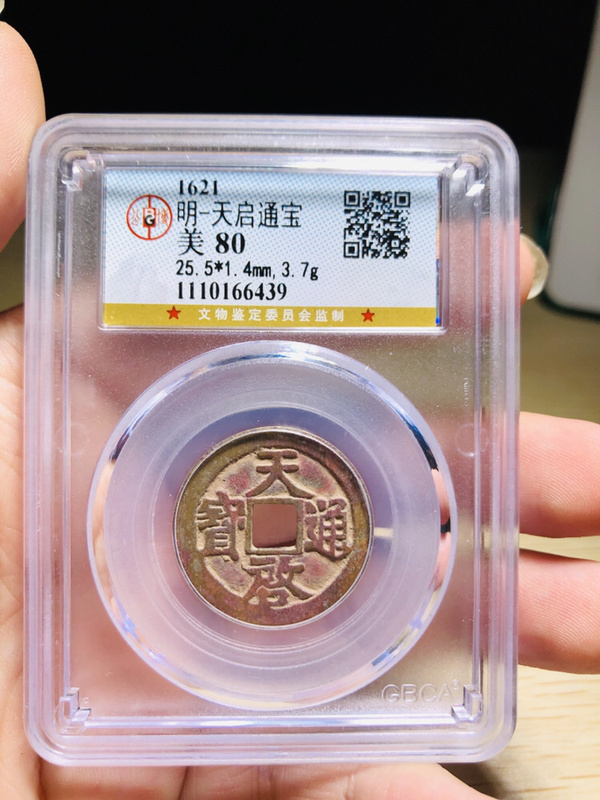 1621
明-天启通宝
美 80
25.5*1.4mm,3.7g
1110166439
★ 文物鉴定委员会监制 ★
天
寶 通
啓
GBCA